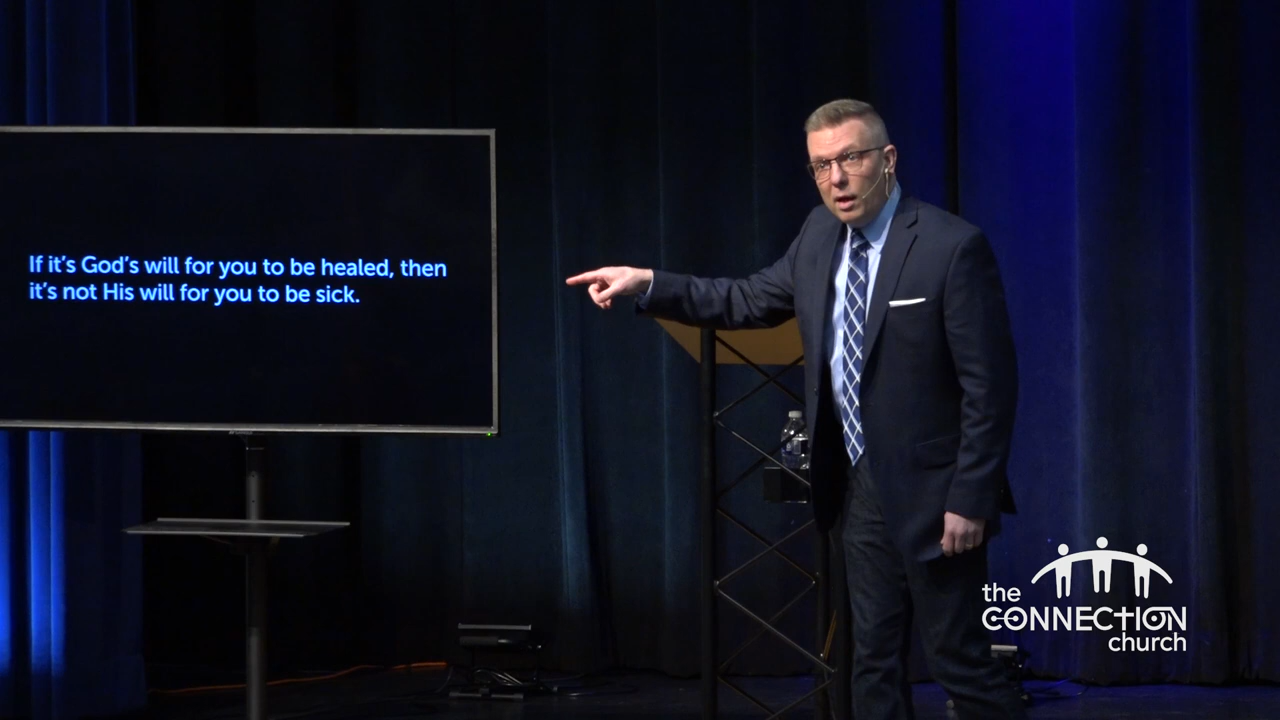 If it’s God’s will for you to be healed, then
it’s not His will for you to be sick.
the
CONNECTION
church